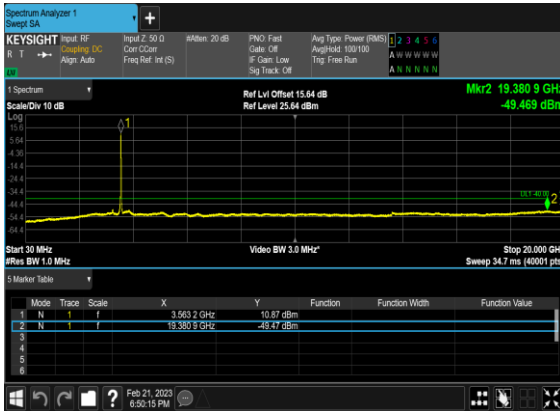 Spectrum Analyzer 1
Swept SA
+
KEYSIGHT Input: RF Input Z: 50 Ω #Atten: 20 dB PNO: Fast Avg Type: Power (RMS) 1 2 3 4 5 6
R T Coupling: DC Corr CCorr Gate: Off Avg|Hold: 100/100 A W W W W W
Align: Auto Freq Ref: Int (S) IF Gain: Low Trig: Free Run
Sig Track: Off A N N N N N
1 Spectrum Ref Lvl Offset 15.64 dB Mkr2 19.380 9 GHz
Scale/Div 10 dB Ref Level 25.64 dBm -49.469 dBm
Log
15.6
5.64
-4.36
-14.4
-24.4
-34.4
-44.4
-54.4
-64.4
1
DL1 -40.00
2
Start 30 MHz Video BW 3.0 MHz* Stop 20.000 GH
#Res BW 1.0 MHz Sweep 34.7 ms (40001 pts
5 Marker Table
Mode Trace Scale X Y Function Function Width Function Value
1 N 1 f 3.563 2 GHz 10.87 dBm
2 N 1 f 19.380 9 GHz -49.47 dBm
3
4
5
6
? Feb 21, 2023
6:50:15 PM